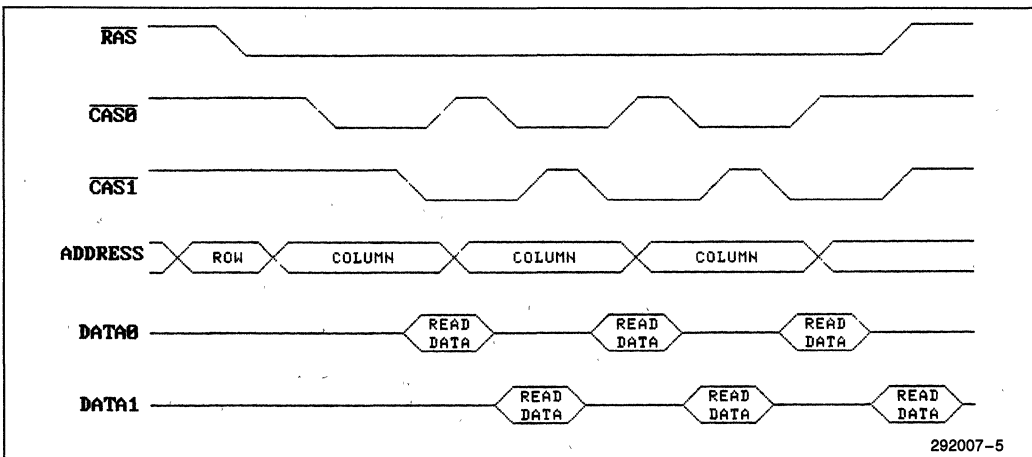 RAS
CAS0
CAS1
ADDRESS ROW COLUMN COLUMN COLUMN
DATA0 READ DATA READ DATA READ DATA
DATA1 READ DATA READ DATA READ DATA
292007-5